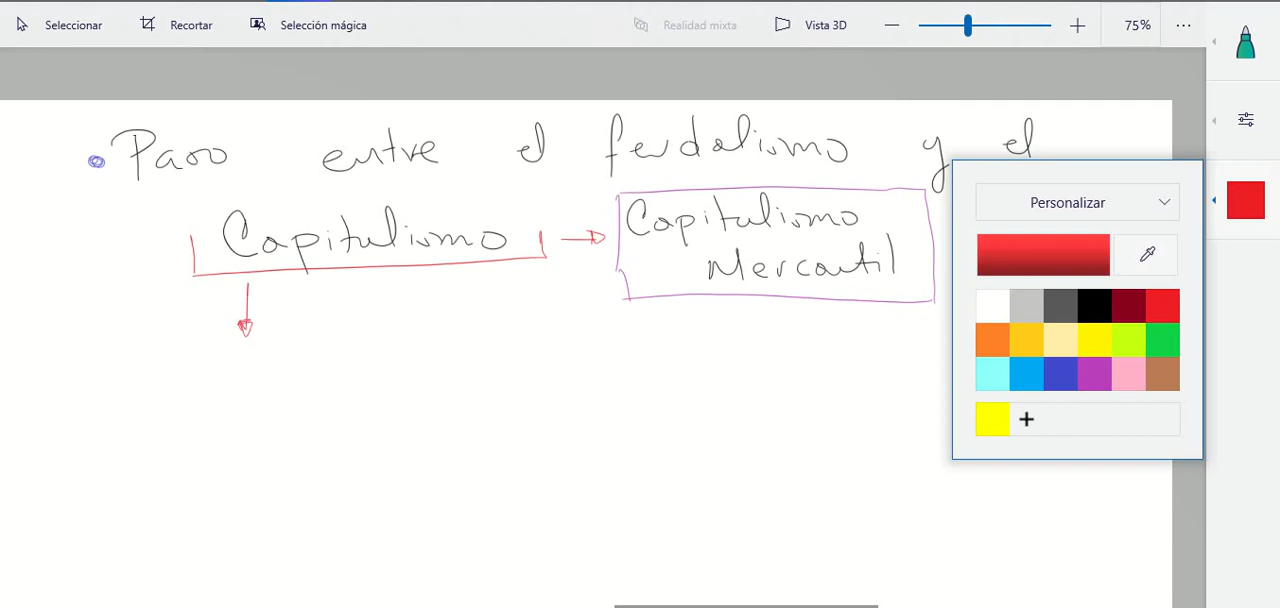 Seleccionar Recortar Selección mágica Realidad mixta Vista 3D 75%
Paso entre el feudalismo y el
Capitalismo
Capitalismo
Mercantil
Personalizar